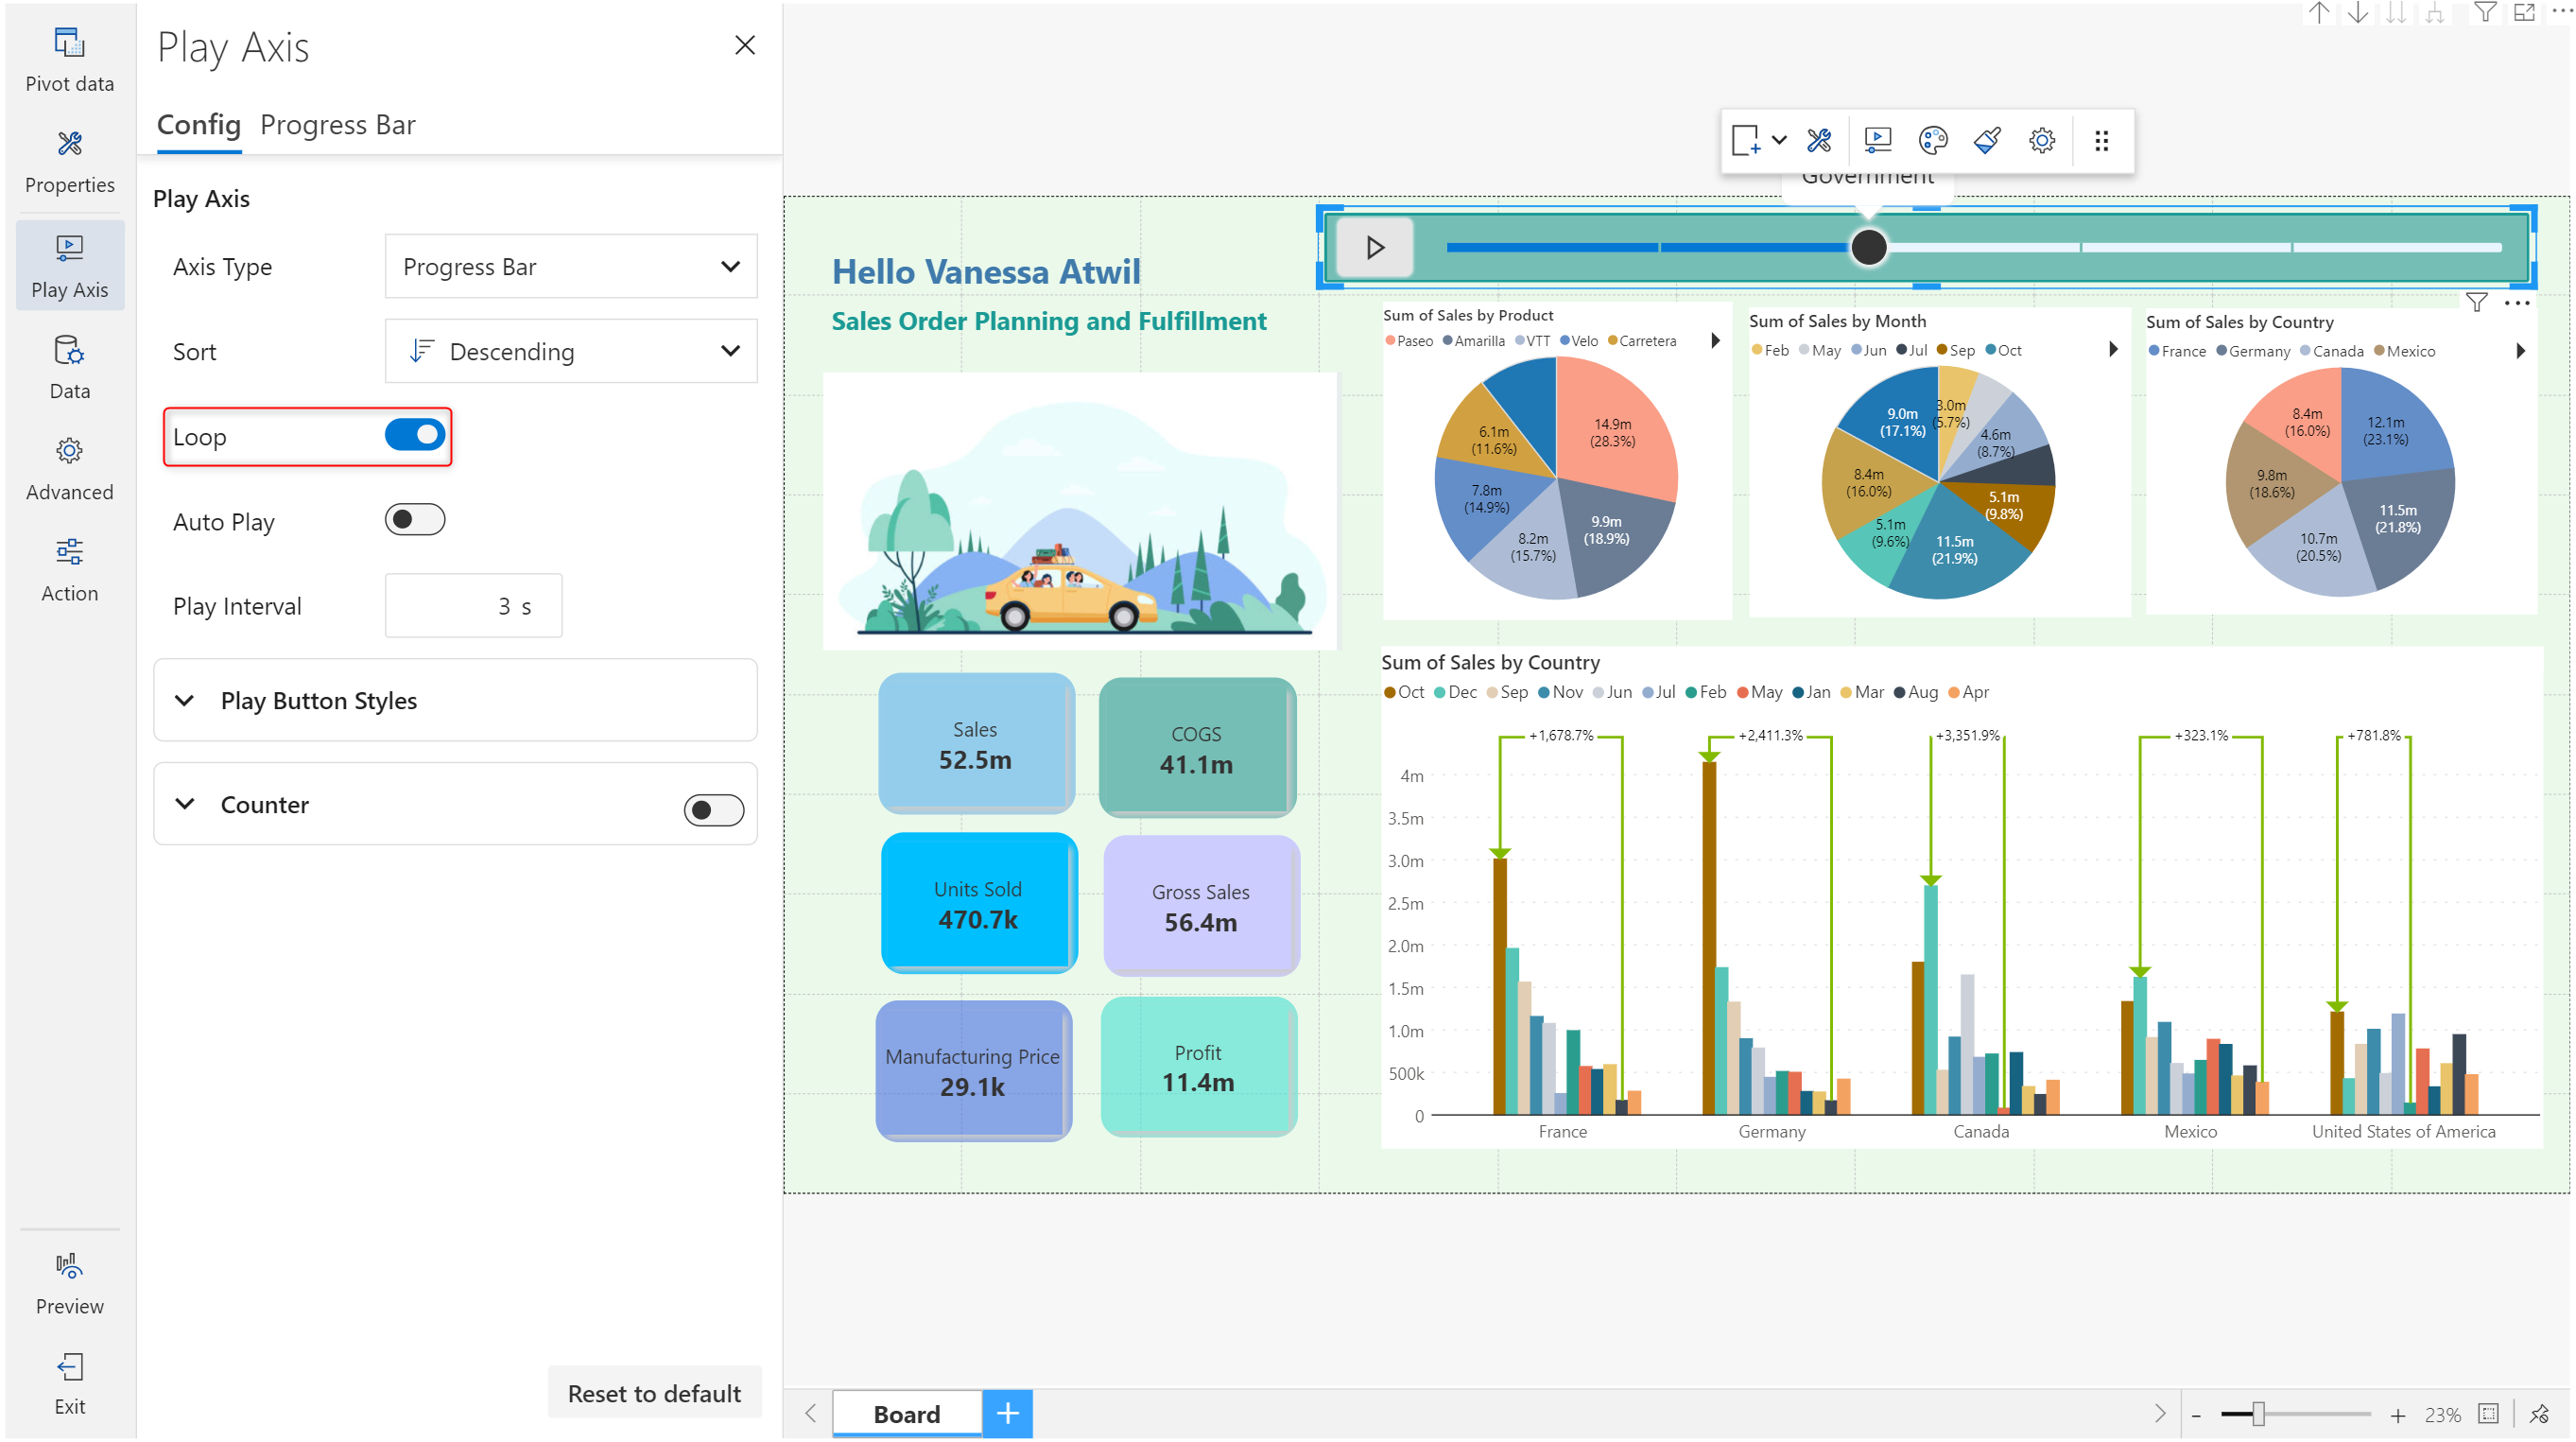 Pivot data
Properties
Play Axis
Data
Advanced
Action
Preview
Exit
Play Axis
Config Progress Bar
Play Axis
Axis Type Progress Bar
Sort Descending
Loop
Auto Play
Play Interval 3 s
Play Button Styles
Counter
Reset to default
Government
Hello Vanessa Atwil
Sales Order Planning and Fulfillment
Sales
52.5m
COGS
41.1m
Units Sold
470.7k
Gross Sales
56.4m
Manufacturing Price
29.1k
Profit
11.4m
Sum of Sales by Product
Paseo Amarilla VTT Velo Carretera
14.9m
(28.3%)
9.9m
(18.9%)
8.2m
(15.7%)
7.8m
(14.9%)
6.1m
(11.6%)
Sum of Sales by Month
Feb May Jun Jul Sep Oct
3.0m
(5.7%)
4.6m
(8.7%)
5.1m
(9.8%)
11.5m
(21.9%)
5.1m
(9.6%)
8.4m
(16.0%)
9.0m
(17.1%)
Sum of Sales by Country
France Germany Canada Mexico
12.1m
(23.1%)
11.5m
(21.8%)
10.7m
(20.5%)
9.8m
(18.6%)
8.4m
(16.0%)
Sum of Sales by Country
Oct Dec Sep Nov Jun Jul Feb May Jan Mar Aug Apr
+1,678.7% +2,411.3% +3,351.9% +323.1% +781.8%
4m
3.5m
3.0m
2.5m
2.0m
1.5m
1.0m
500k
0
France Germany Canada Mexico United States of America
Board +
- + 23%